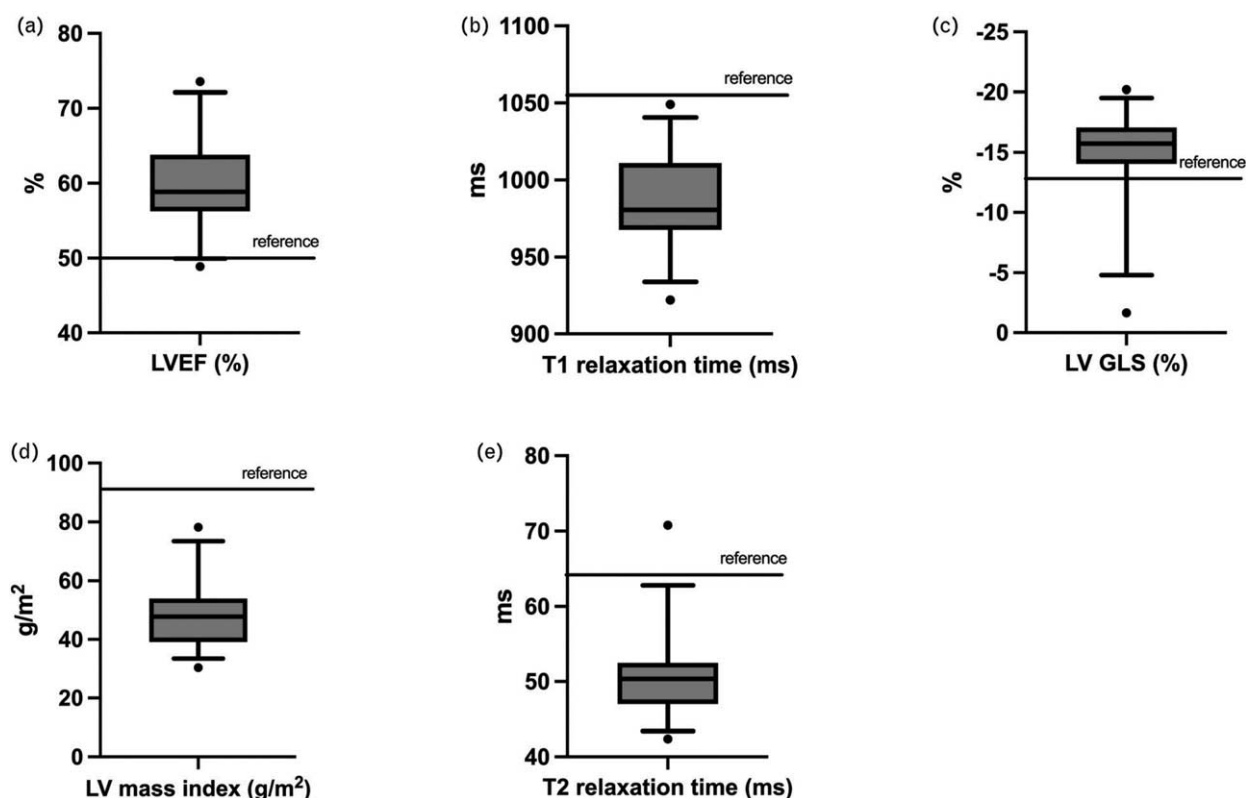 (a)
80
70
60
50
40
%
reference
LVEF (%)
(b)
1100
1050
1000
950
900
ms
reference
T1 relaxation time (ms)
(c)
-25
-20
-15
-10
-5
0
%
reference
LV GLS (%)
(d)
100
80
60
40
20
0
g/m²
reference
LV mass index (g/m²)
(e)
80
70
60
50
40
ms
reference
T2 relaxation time (ms)